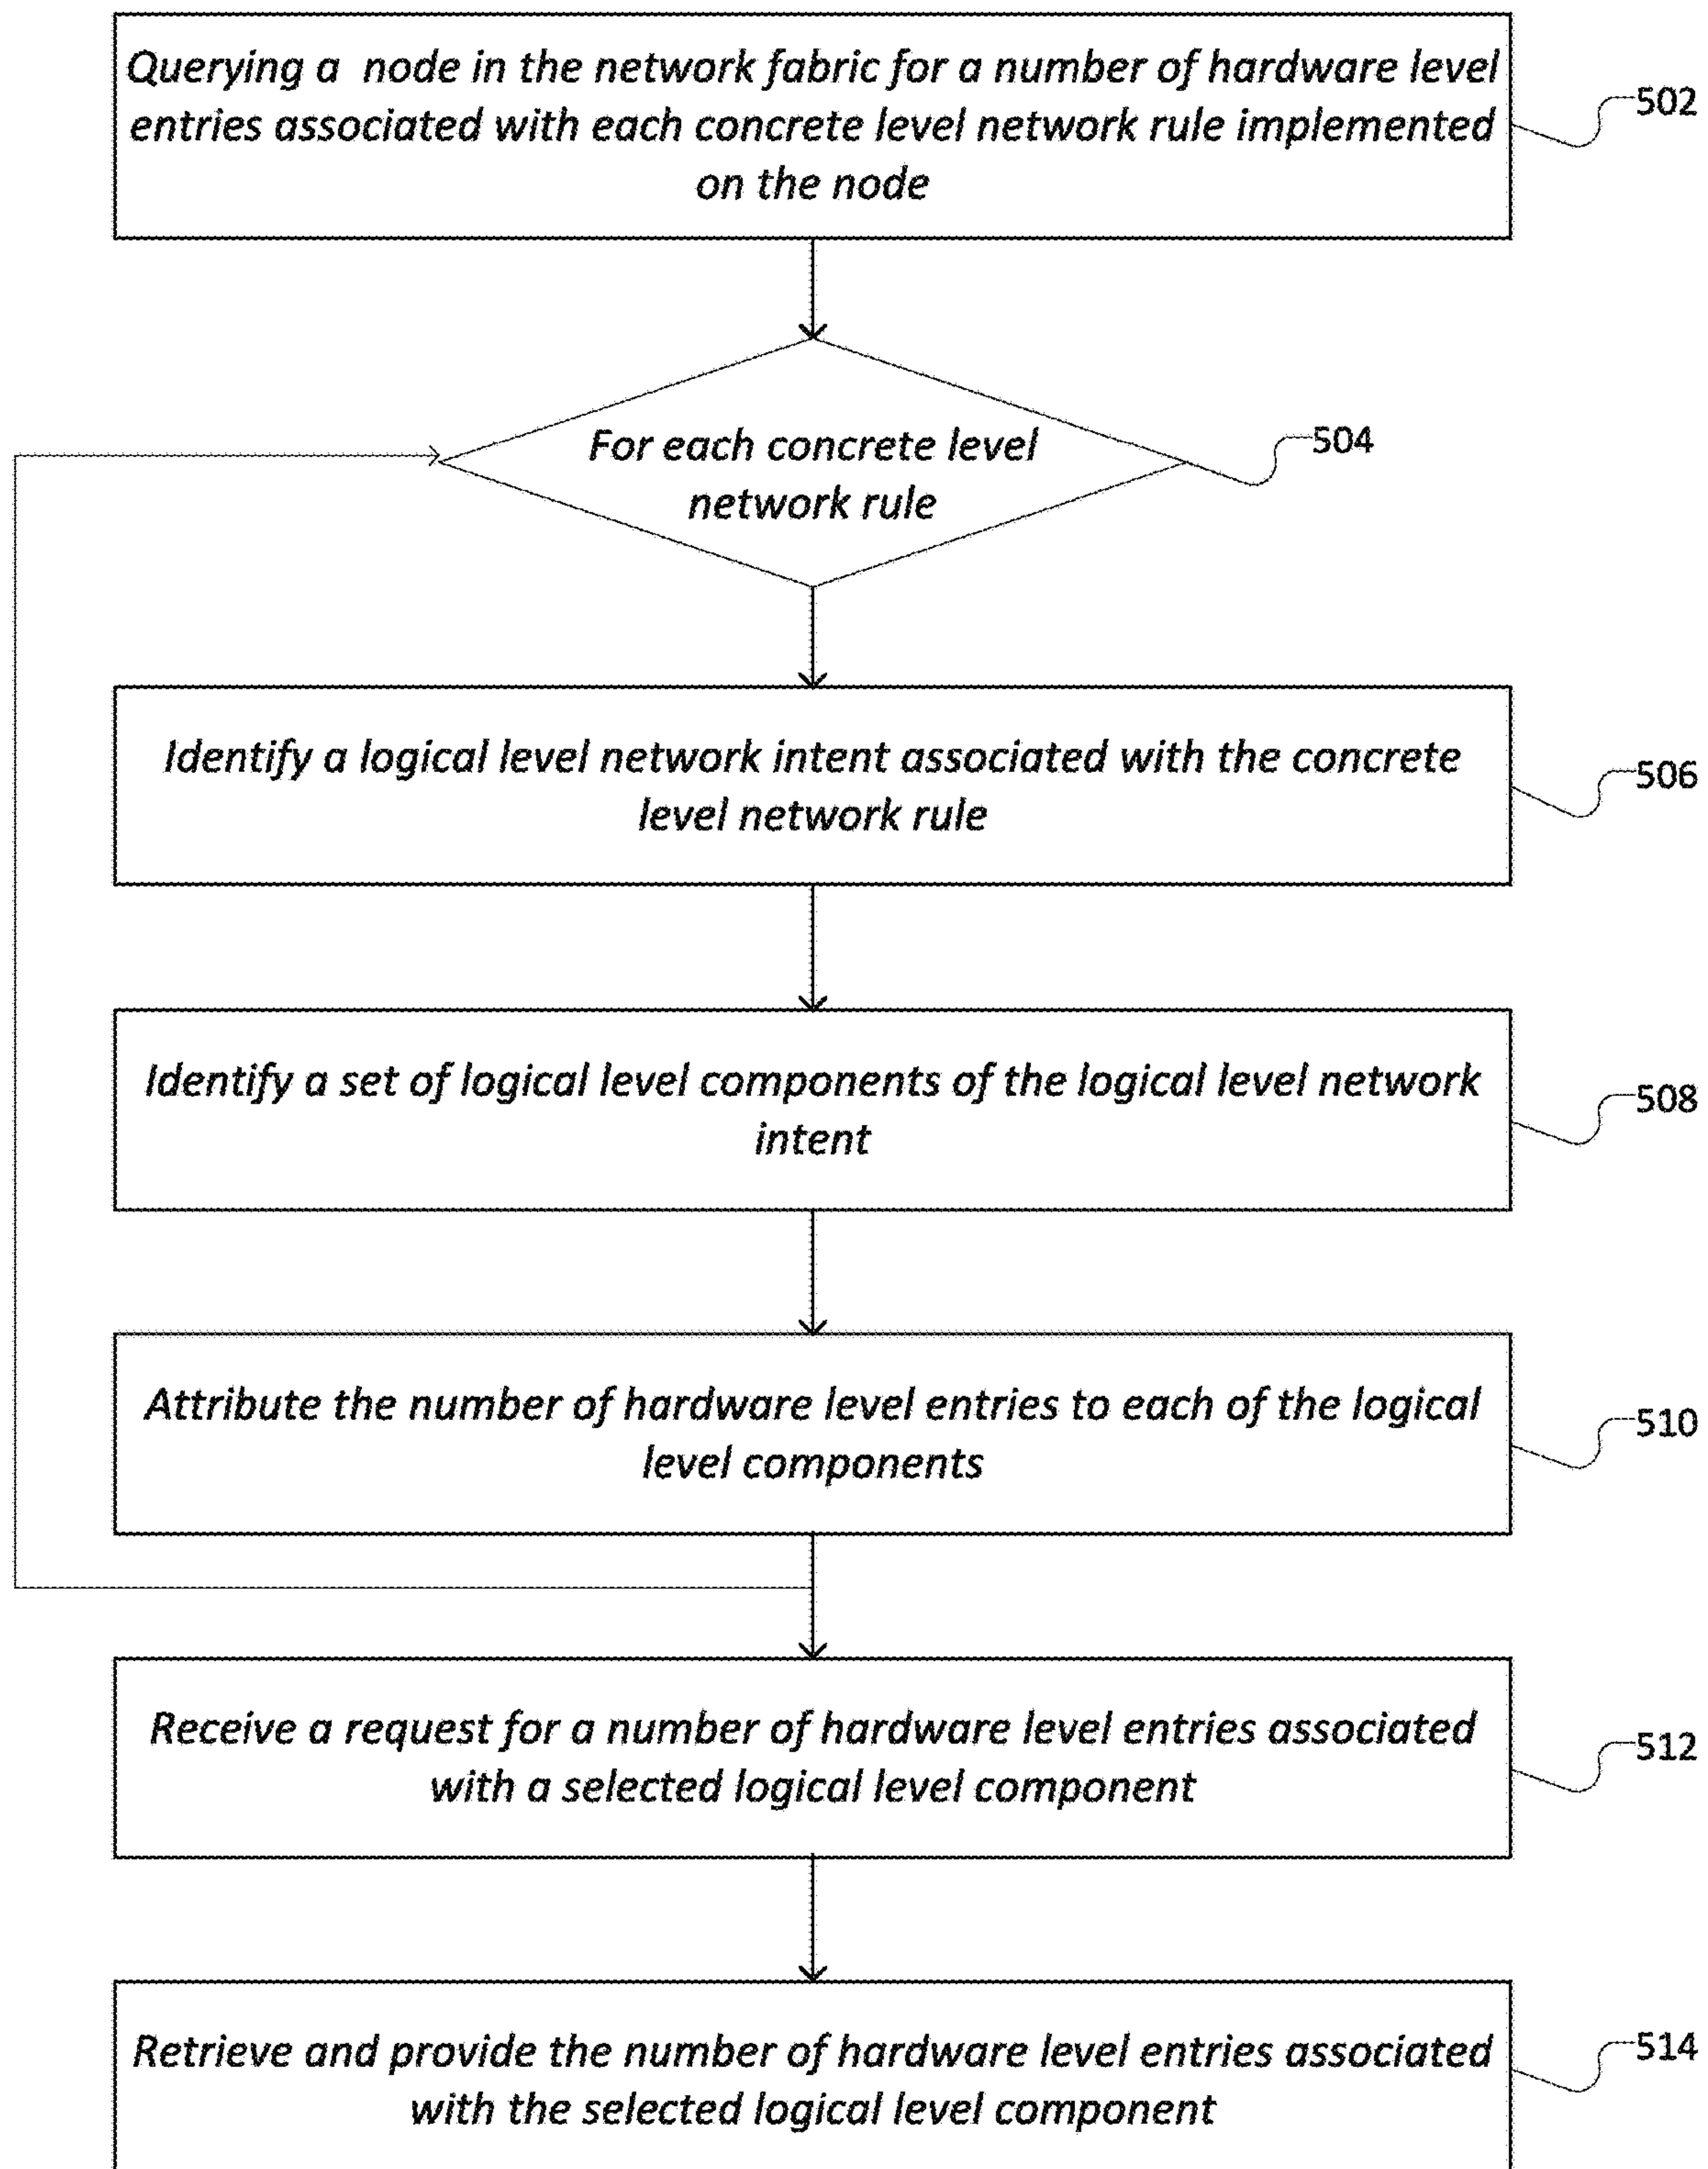 Querying a node in the network fabric for a number of hardware level
entries associated with each concrete level network rule implemented
on the node
502
For each concrete level
network rule
504
Identify a logical level network intent associated with the concrete
level network rule
506
Identify a set of logical level components of the logical level network
intent
508
Attribute the number of hardware level entries to each of the logical
level components
510
Receive a request for a number of hardware level entries associated
with a selected logical level component
512
Retrieve and provide the number of hardware level entries associated
with the selected logical level component
514